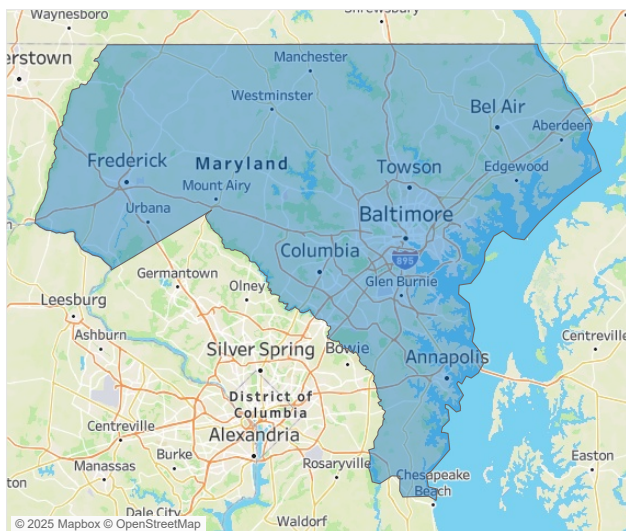 Waynesboro
Shrewsbury
erstown
Manchester
Westminster
Bel Air
Aberdeen
Frederick
Maryland
Towson
Edgewood
Mount Airy
Urbana
Baltimore
Columbia
895
Germantown
Glen Burnie
Olney
Leesburg
Ashburn
Centreville
Silver Spring
Bowie
Annapolis
District of
Columbia
Centreville
Alexandria
Burke
Manassas
Rosaryville
Chesapeake
Beach
Easton
ton
Dale City
Waldorf
© 2025 Mapbox © OpenStreetMap